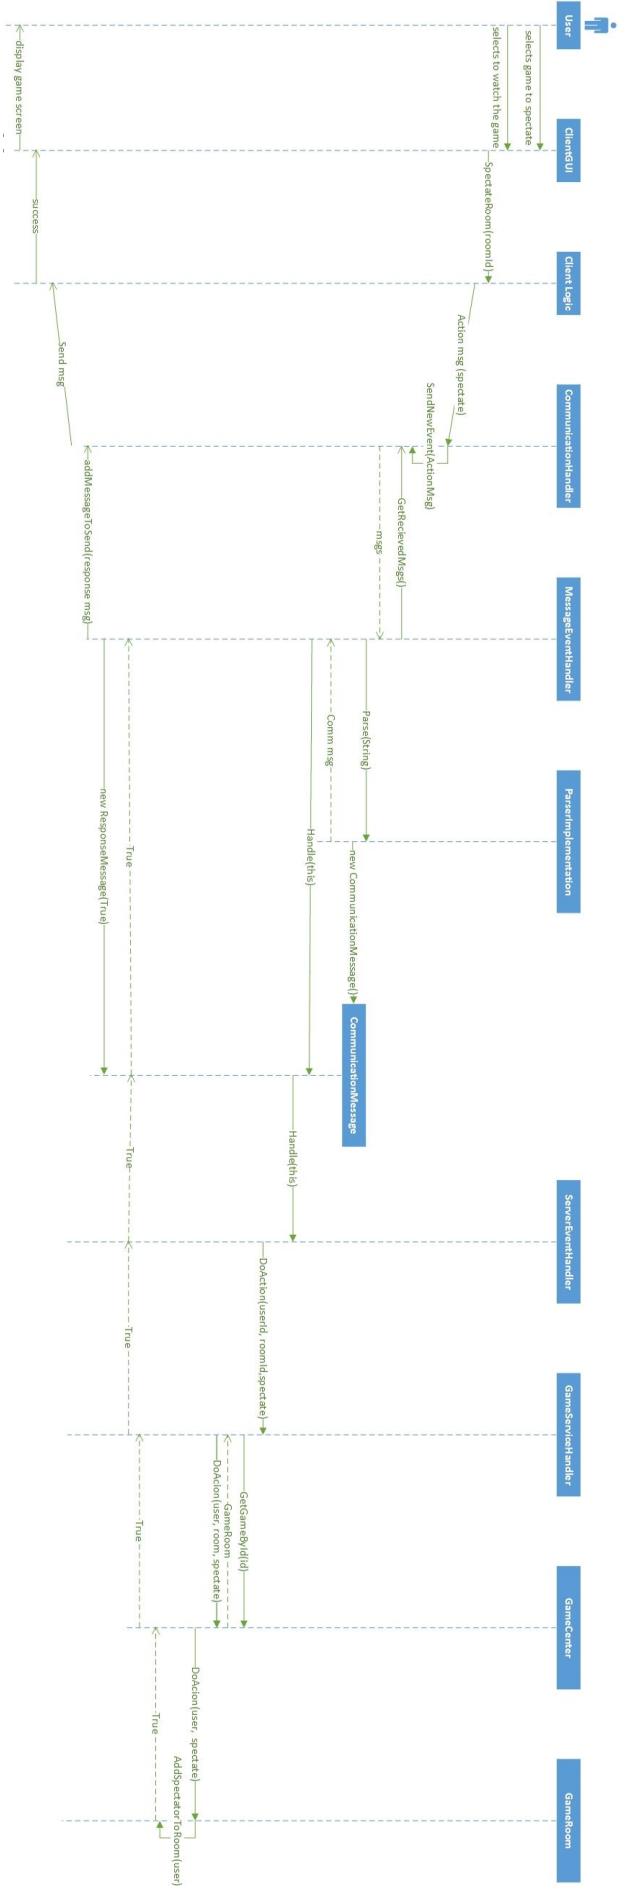 User
ClientGUI
Client Logic
CommunicationHandler
MessageEventHandler
ParserImplementation
ServerEventHandler
GameServiceHandler
GameCenter
GameRoom
selects game to spectate
selects to watch the game
SpectateRoom(roomId)
Action msg (spectate)
SendNewEvent(ActionMsg)
GetRecievedMsgs()
msgs
Parse(String)
new CommunicationMessage()
CommunicationMessage
Comm msg
Handle(this)
Handle(this)
DoAction(userId, roomId,spectate)
GetGameById(id)
GameRoom
DoAcion(user, room, spectate)
DoAcion(user, spectate)
AddSpectatorToRoom(user)
True
True
True
True
True
new ResponseMessage(True)
addMessageToSend(response msg)
Send msg
success
display game screen